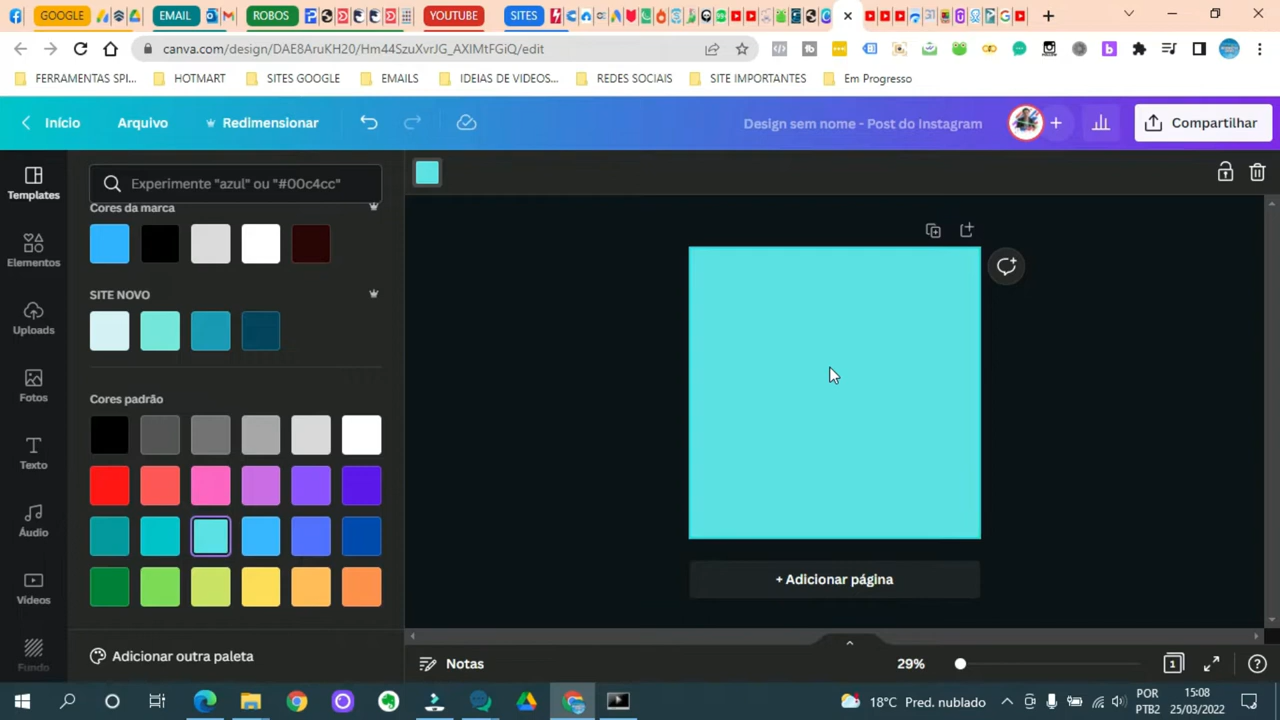 GOOGLE
EMAIL
ROBOS
YOUTUBE
SITES
canva.com/design/DAE8AruKH20/Hm44SzuXvrJG_AXlMtFGiQ/edit
FERRAMENTAS SPI...
HOTMART
SITES GOOGLE
EMAILS
IDEIAS DE VIDEOS...
REDES SOCIAIS
SITE IMPORTANTES
Em Progresso
Início
Arquivo
Redimensionar
Design sem nome - Post do Instagram
Compartilhar
Templates
Elementos
Uploads
Fotos
Texto
Áudio
Vídeos
Fundo
Experimente "azul" ou "#00c4cc"
Cores da marca
SITE NOVO
Cores padrão
Adicionar outra paleta
+ Adicionar página
Notas
29%
1
18°C Pred. nublado
POR
PTB2
15:08
25/03/2022